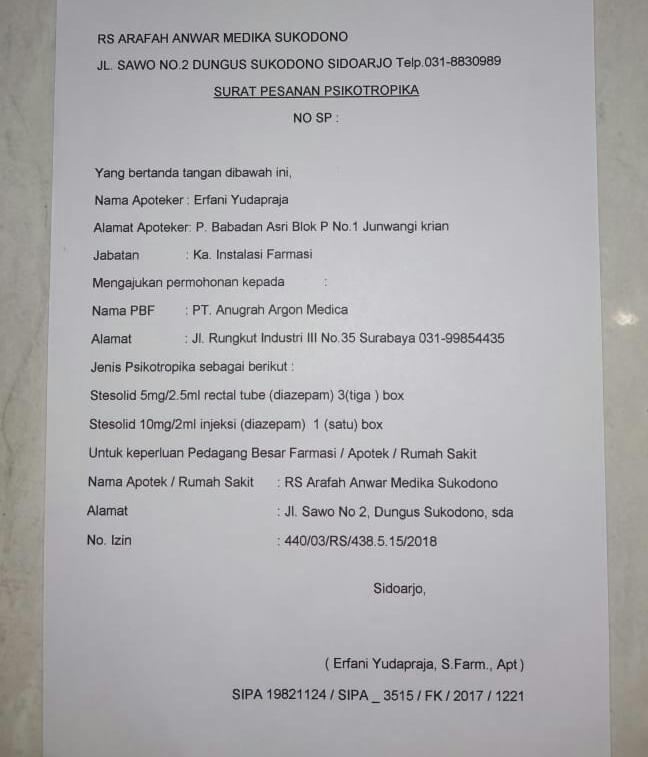 RS ARAFAH ANWAR MEDIKA SUKODONO
JL. SAWO NO.2 DUNGUS SUKODONO SIDOARJO Telp.031-8830989
SURAT PESANAN PSIKOTROPIKA
NO SP :
Yang bertanda tangan dibawah ini,
Nama Apoteker : Erfani Yudapraja
Alamat Apoteker: P. Babadan Asri Blok P No.1 Junwangi krian
Jabatan : Ka. Instalasi Farmasi
Mengajukan permohonan kepada :
Nama PBF : PT. Anugrah Argon Medica
Alamat : Jl. Rungkut Industri III No.35 Surabaya 031-99854435
Jenis Psikotropika sebagai berikut :
Stesolid 5mg/2.5ml rectal tube (diazepam) 3(tiga ) box
Stesolid 10mg/2ml injeksi (diazepam) 1 (satu) box
Untuk keperluan Pedagang Besar Farmasi / Apotek / Rumah Sakit
Nama Apotek / Rumah Sakit : RS Arafah Anwar Medika Sukodono
Alamat : Jl. Sawo No 2, Dungus Sukodono, sda
No. Izin : 440/03/RS/438.5.15/2018
Sidoarjo,
( Erfani Yudapraja, S.Farm., Apt )
SIPA 19821124 / SIPA _ 3515 / FK / 2017 / 1221